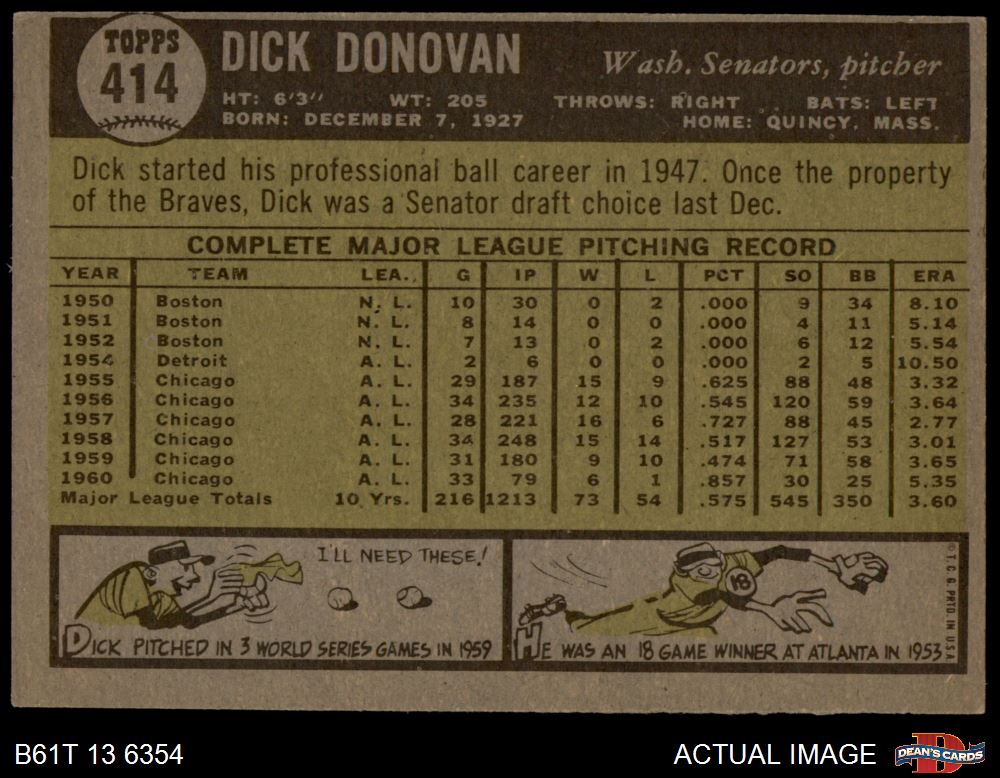 TOPPS
414
DICK DONOVAN
Wash. Senators, pitcher
HT: 6'3" WT: 205 THROWS: RIGHT BATS: LEFT
BORN: DECEMBER 7, 1927 HOME: QUINCY, MASS.
Dick started his professional ball career in 1947. Once the property
of the Braves, Dick was a Senator draft choice last Dec.
COMPLETE MAJOR LEAGUE PITCHING RECORD
YEAR TEAM LEA. G IP W L PCT SO BB ERA
1950 Boston N. L. 10 30 0 2 .000 9 34 8.10
1951 Boston N. L. 8 14 0 0 .000 4 11 5.14
1952 Boston N. L. 7 13 0 2 .000 6 12 5.54
1954 Detroit A. L. 2 6 0 0 .000 2 5 10.50
1955 Chicago A. L. 29 187 15 9 .625 88 48 3.32
1956 Chicago A. L. 34 235 12 10 .545 120 59 3.64
1957 Chicago A. L. 28 221 16 6 .727 88 45 2.77
1958 Chicago A. L. 34 248 15 14 .517 127 53 3.01
1959 Chicago A. L. 31 180 9 10 .474 71 58 3.65
1960 Chicago A. L. 33 79 6 1 .857 30 25 5.35
Major League Totals 10 Yrs. 216 1213 73 54 .575 545 350 3.60
I'LL NEED THESE!
DICK PITCHED IN 3 WORLD SERIES GAMES IN 1959
18
HE WAS AN 18 GAME WINNER AT ATLANTA IN 1953
© T. C. G. PRTD. IN U.S.A.
B61T 13 6354
ACTUAL IMAGE
D
DEAN'S CARDS